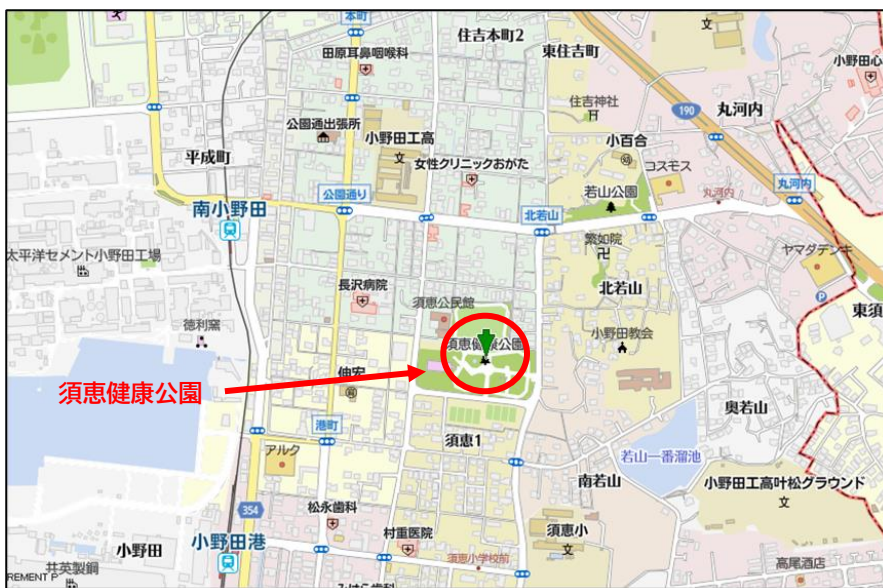 本町
住吉本町2
東住吉町
田原耳鼻咽喉科
小野田心
丸河内
住吉神社
190
公園通出張所
小野田工高
文
平成町
小百合
女性クリニックおがた
コスモス
若山公園
丸河内
丸河内
公園通り
南小野田
北若山
繁如院
太平洋セメント小野田工場
ヤマダデンキ
長沢病院
北若山
P
須恵公民館
東須
徳利窯
須恵健康公園
小野田教会
伸宏
須恵健康公園
奥若山
港町
須恵1
アルク
若山一番溜池
南若山
小野田工高叶松グラウンド
文
354
松永歯科
須恵小
文
小野田
小野田港
村重医院
須恵小学校前
共英製鋼
高尾酒店
REMENT P
みはら歯科